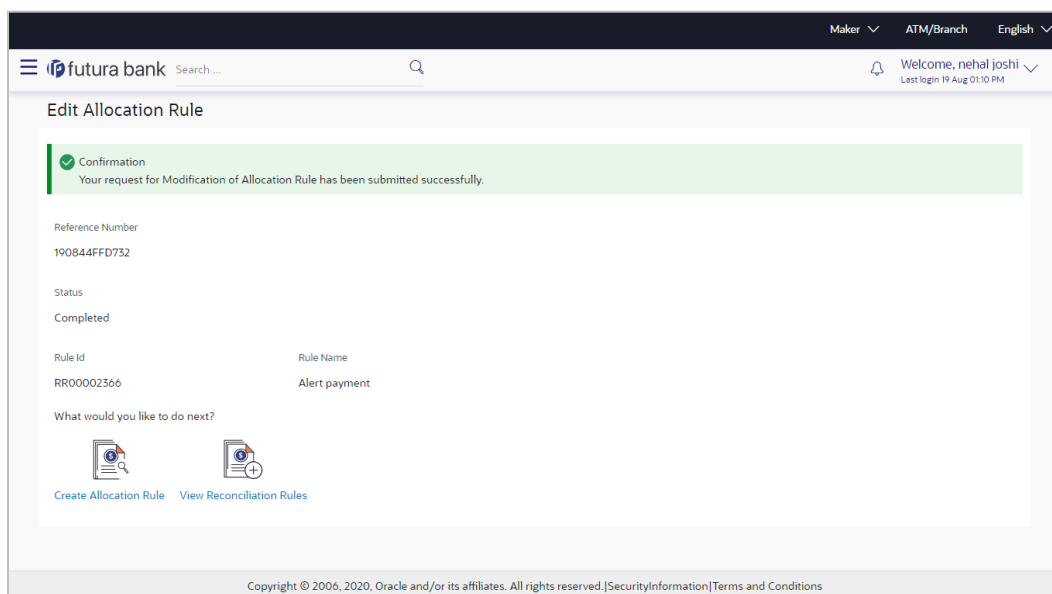 Maker ATM/Branch English
futura bank Search ... Welcome, nehal joshi
Last login 19 Aug 01:10 PM
Edit Allocation Rule
Confirmation
Your request for Modification of Allocation Rule has been submitted successfully.
Reference Number
190844FFD732
Status
Completed
Rule Id Rule Name
RR00002366 Alert payment
What would you like to do next?
Create Allocation Rule View Reconciliation Rules
Copyright © 2006, 2020, Oracle and/or its affiliates. All rights reserved.|SecurityInformation|Terms and Conditions